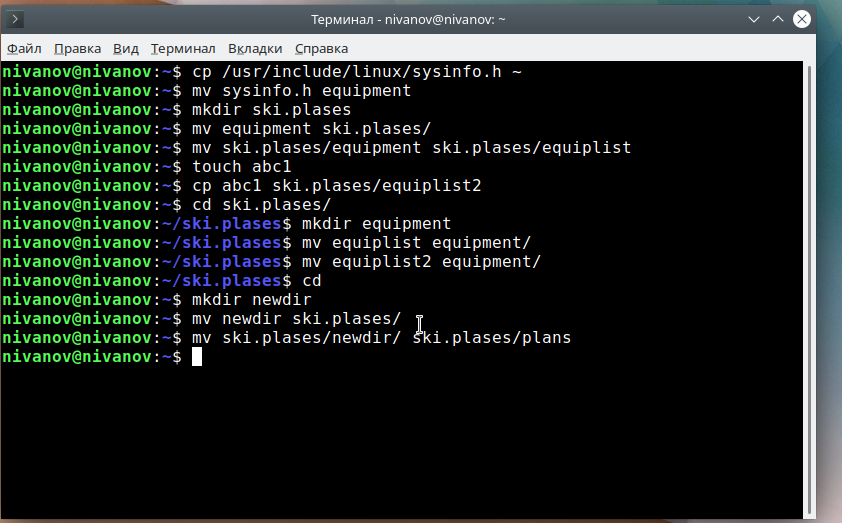 Терминал - nivanov@nivanov: ~
Файл Правка Вид Терминал Вкладки Справка
nivanov@nivanov:~$ cp /usr/include/linux/sysinfo.h ~
nivanov@nivanov:~$ mv sysinfo.h equipment
nivanov@nivanov:~$ mkdir ski.plases
nivanov@nivanov:~$ mv equipment ski.plases/
nivanov@nivanov:~$ mv ski.plases/equipment ski.plases/equiplist
nivanov@nivanov:~$ touch abc1
nivanov@nivanov:~$ cp abc1 ski.plases/equiplist2
nivanov@nivanov:~$ cd ski.plases/
nivanov@nivanov:~/ski.plases$ mkdir equipment
nivanov@nivanov:~/ski.plases$ mv equiplist equipment/
nivanov@nivanov:~/ski.plases$ mv equiplist2 equipment/
nivanov@nivanov:~/ski.plases$ cd
nivanov@nivanov:~$ mkdir newdir
nivanov@nivanov:~$ mv newdir ski.plases/
nivanov@nivanov:~$ mv ski.plases/newdir/ ski.plases/plans
nivanov@nivanov:~$